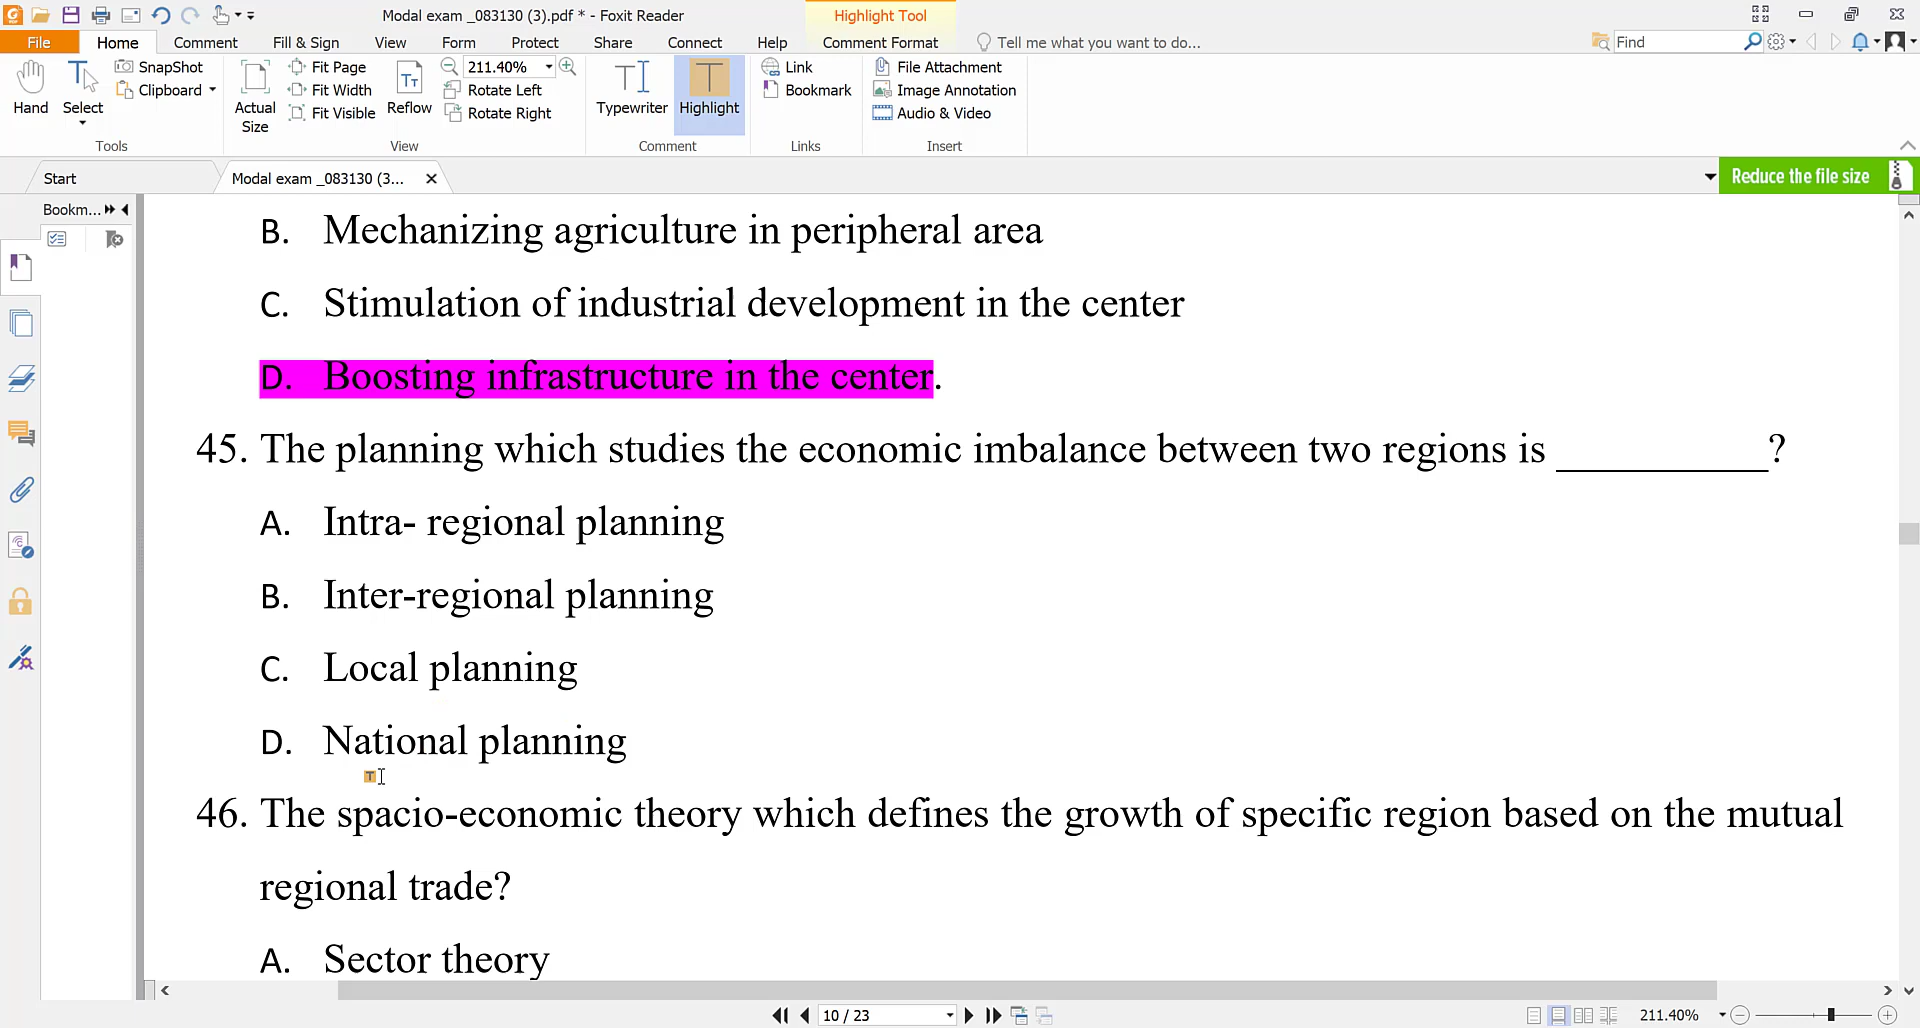 Modal exam _083130 (3).pdf * - Foxit Reader
Highlight Tool
File
Home
Comment
Fill & Sign
View
Form
Protect
Share
Connect
Help
Comment Format
Tell me what you want to do...
Find
Hand
Select
SnapShot
Clipboard
Actual
Size
Fit Page
Fit Width
Fit Visible
Reflow
211.40%
Rotate Left
Rotate Right
Typewriter
Highlight
Link
Bookmark
File Attachment
Image Annotation
Audio & Video
Tools
View
Comment
Links
Insert
Start
Modal exam _083130 (3...
Reduce the file size
Bookm...
B. Mechanizing agriculture in peripheral area
C. Stimulation of industrial development in the center
D. Boosting infrastructure in the center.
45. The planning which studies the economic imbalance between two regions is ___________?
A. Intra- regional planning
B. Inter-regional planning
C. Local planning
D. National planning
46. The spacio-economic theory which defines the growth of specific region based on the mutual
regional trade?
A. Sector theory
10 / 23
211.40%